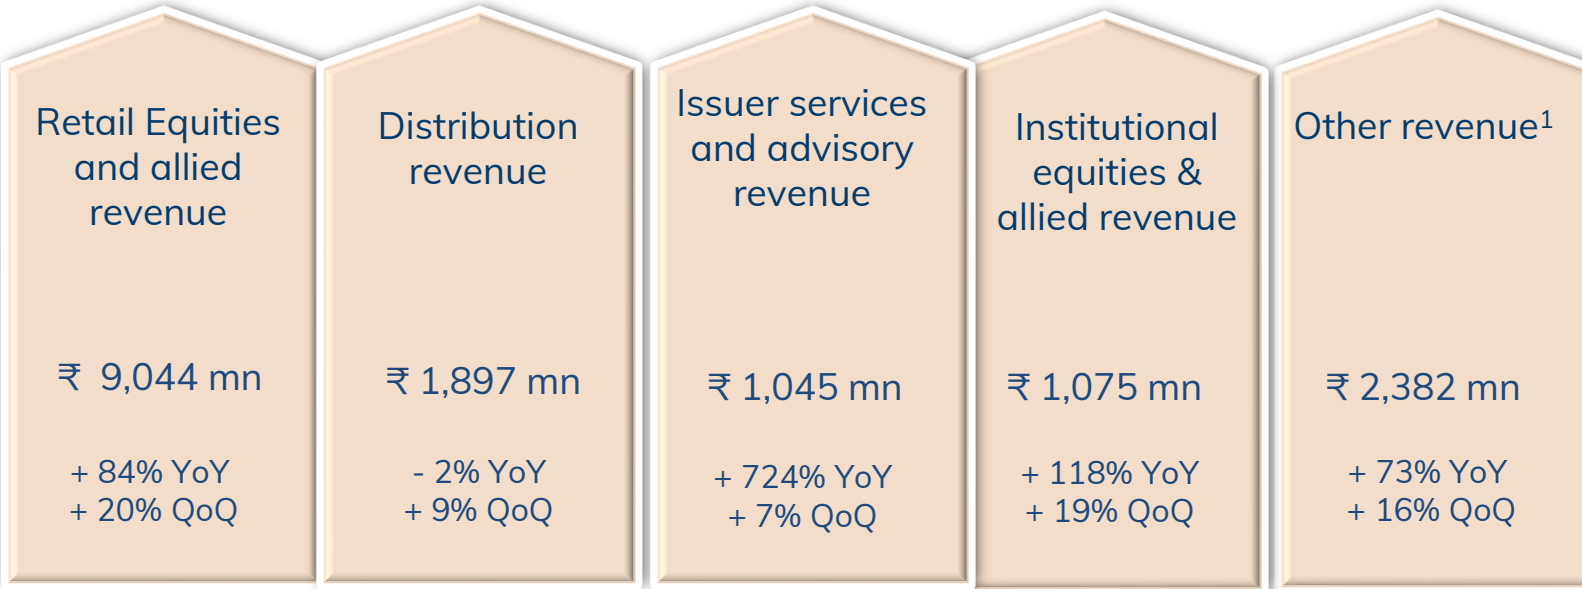 Retail Equities
and allied
revenue
₹ 9,044 mn
+ 84% YoY
+ 20% QoQ
Distribution
revenue
₹ 1,897 mn
- 2% YoY
+ 9% QoQ
Issuer services
and advisory
revenue
₹ 1,045 mn
+ 724% YoY
+ 7% QoQ
Institutional
equities &
allied revenue
₹ 1,075 mn
+ 118% YoY
+ 19% QoQ
Other revenue¹
₹ 2,382 mn
+ 73% YoY
+ 16% QoQ